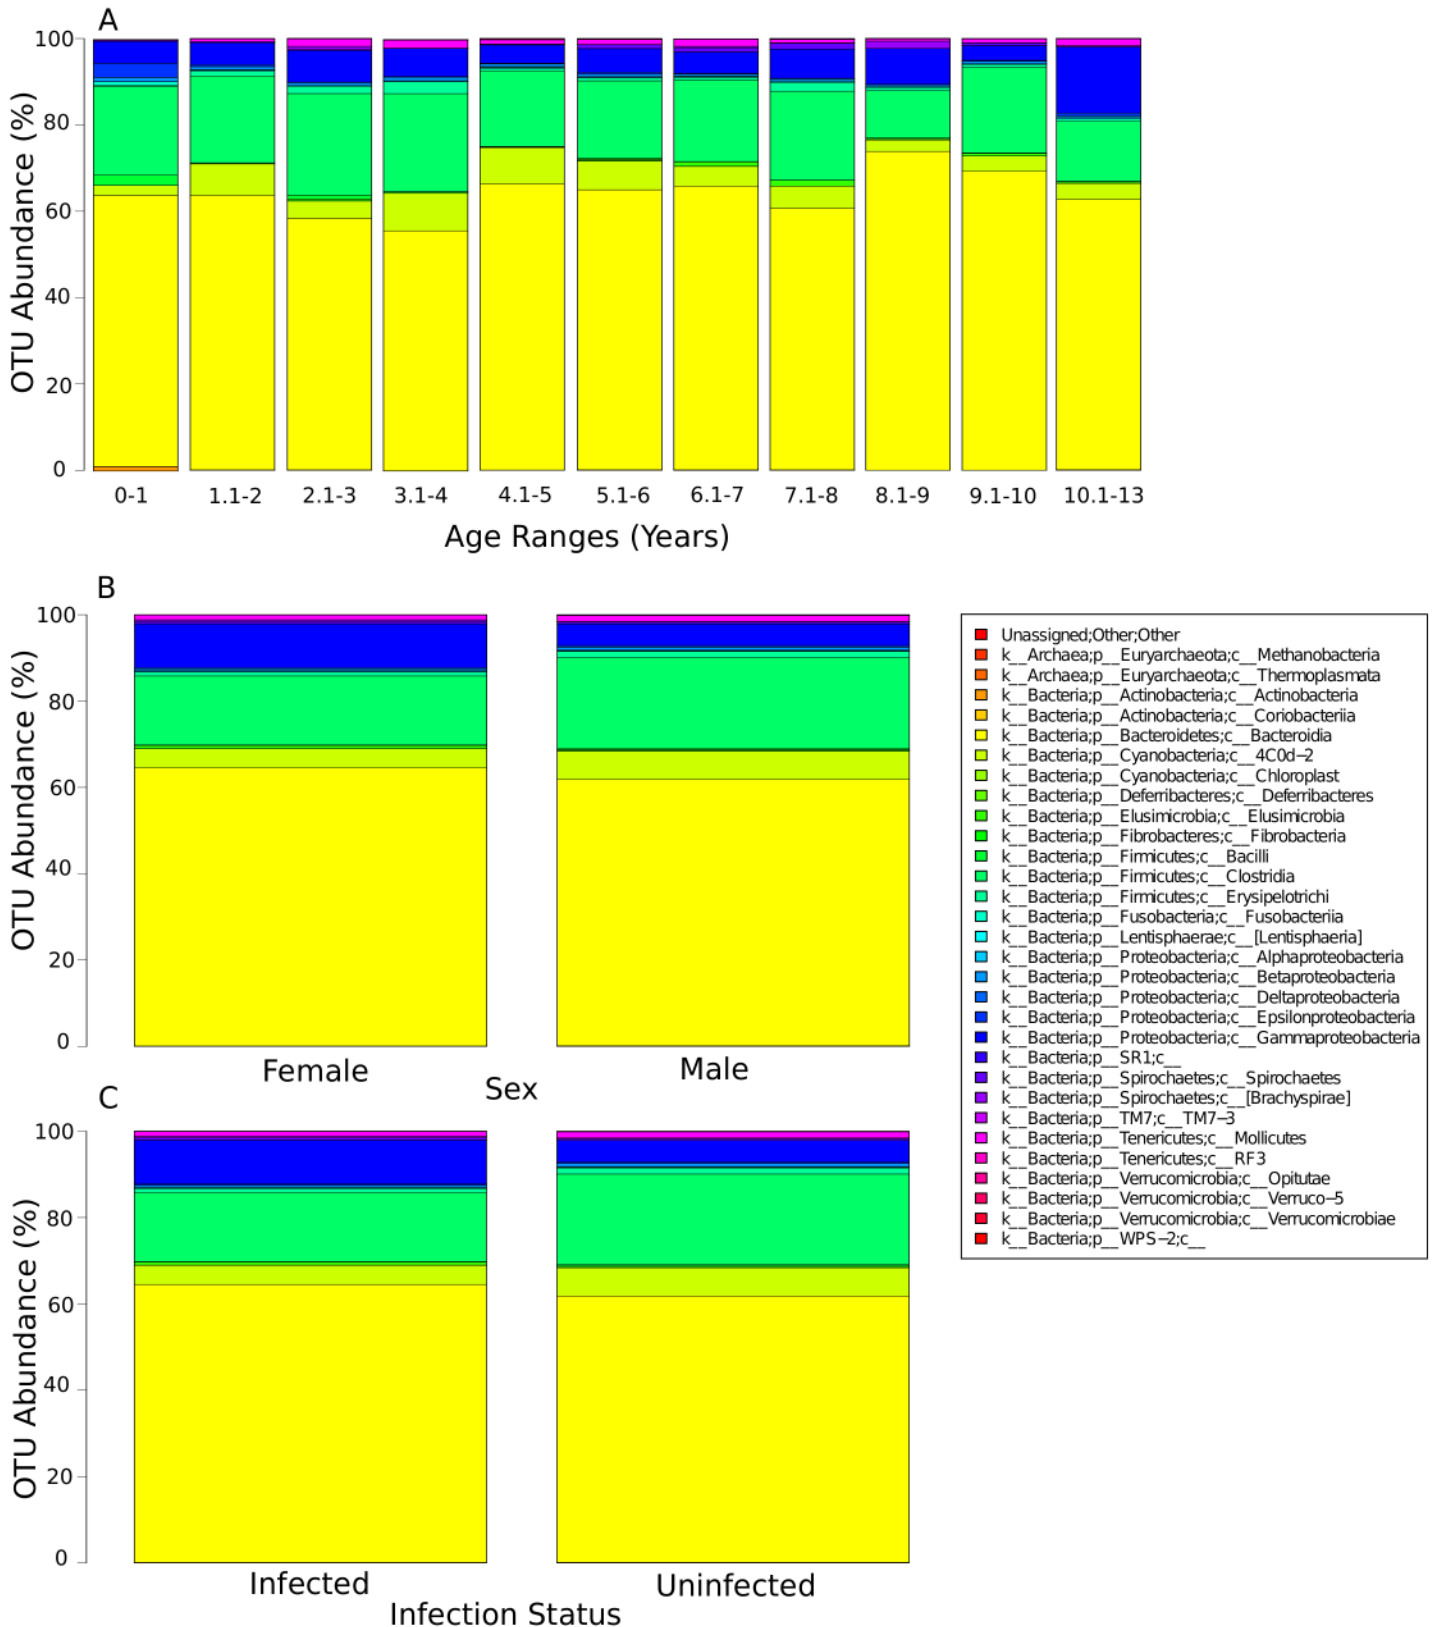 A
OTU Abundance (%)
100
80
60
40
20
0
0-1 1.1-2 2.1-3 3.1-4 4.1-5 5.1-6 6.1-7 7.1-8 8.1-9 9.1-10 10.1-13
Age Ranges (Years)
B
OTU Abundance (%)
100
80
60
40
20
0
Female Male
Sex
Unassigned;Other;Other
k__Archaea;p__Euryarchaeota;c__Methanobacteria
k__Archaea;p__Euryarchaeota;c__Thermoplasmata
k__Bacteria;p__Actinobacteria;c__Actinobacteria
k__Bacteria;p__Actinobacteria;c__Coriobacteriia
k__Bacteria;p__Bacteroidetes;c__Bacteroidia
k__Bacteria;p__Cyanobacteria;c__4C0d−2
k__Bacteria;p__Cyanobacteria;c__Chloroplast
k__Bacteria;p__Deferribacteres;c__Deferribacteres
k__Bacteria;p__Elusimicrobia;c__Elusimicrobia
k__Bacteria;p__Fibrobacteres;c__Fibrobacteria
k__Bacteria;p__Firmicutes;c__Bacilli
k__Bacteria;p__Firmicutes;c__Clostridia
k__Bacteria;p__Firmicutes;c__Erysipelotrichi
k__Bacteria;p__Fusobacteria;c__Fusobacteriia
k__Bacteria;p__Lentisphaerae;c__[Lentisphaeria]
k__Bacteria;p__Proteobacteria;c__Alphaproteobacteria
k__Bacteria;p__Proteobacteria;c__Betaproteobacteria
k__Bacteria;p__Proteobacteria;c__Deltaproteobacteria
k__Bacteria;p__Proteobacteria;c__Epsilonproteobacteria
k__Bacteria;p__Proteobacteria;c__Gammaproteobacteria
k__Bacteria;p__SR1;c__
k__Bacteria;p__Spirochaetes;c__Spirochaetes
k__Bacteria;p__Spirochaetes;c__[Brachyspirae]
k__Bacteria;p__TM7;c__TM7−3
k__Bacteria;p__Tenericutes;c__Mollicutes
k__Bacteria;p__Tenericutes;c__RF3
k__Bacteria;p__Verrucomicrobia;c__Opitutae
k__Bacteria;p__Verrucomicrobia;c__Verruco−5
k__Bacteria;p__Verrucomicrobia;c__Verrucomicrobiae
k__Bacteria;p__WPS−2;c__
C
OTU Abundance (%)
100
80
60
40
20
0
Infected Uninfected
Infection Status